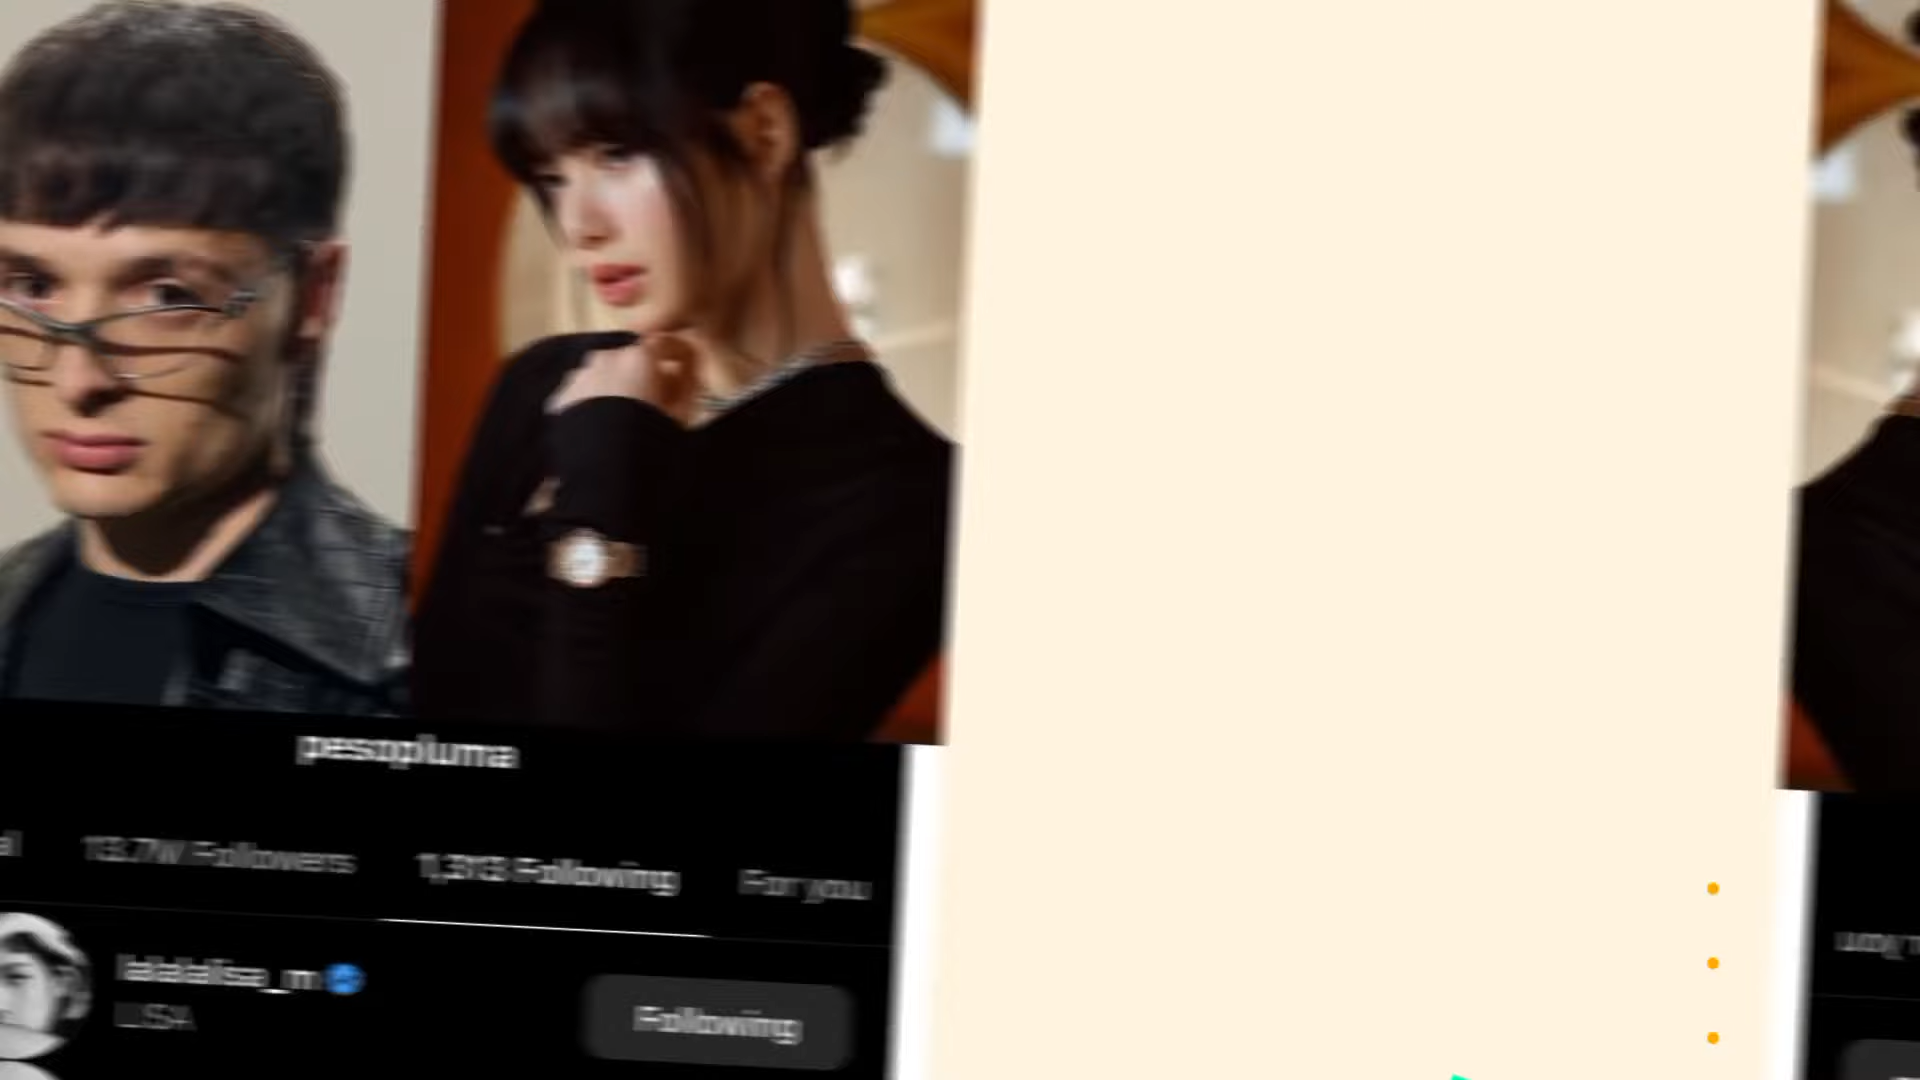 pesopluma
13.7M Followers
1,313 Following
For you
lalalalisa_m
LISA
Following